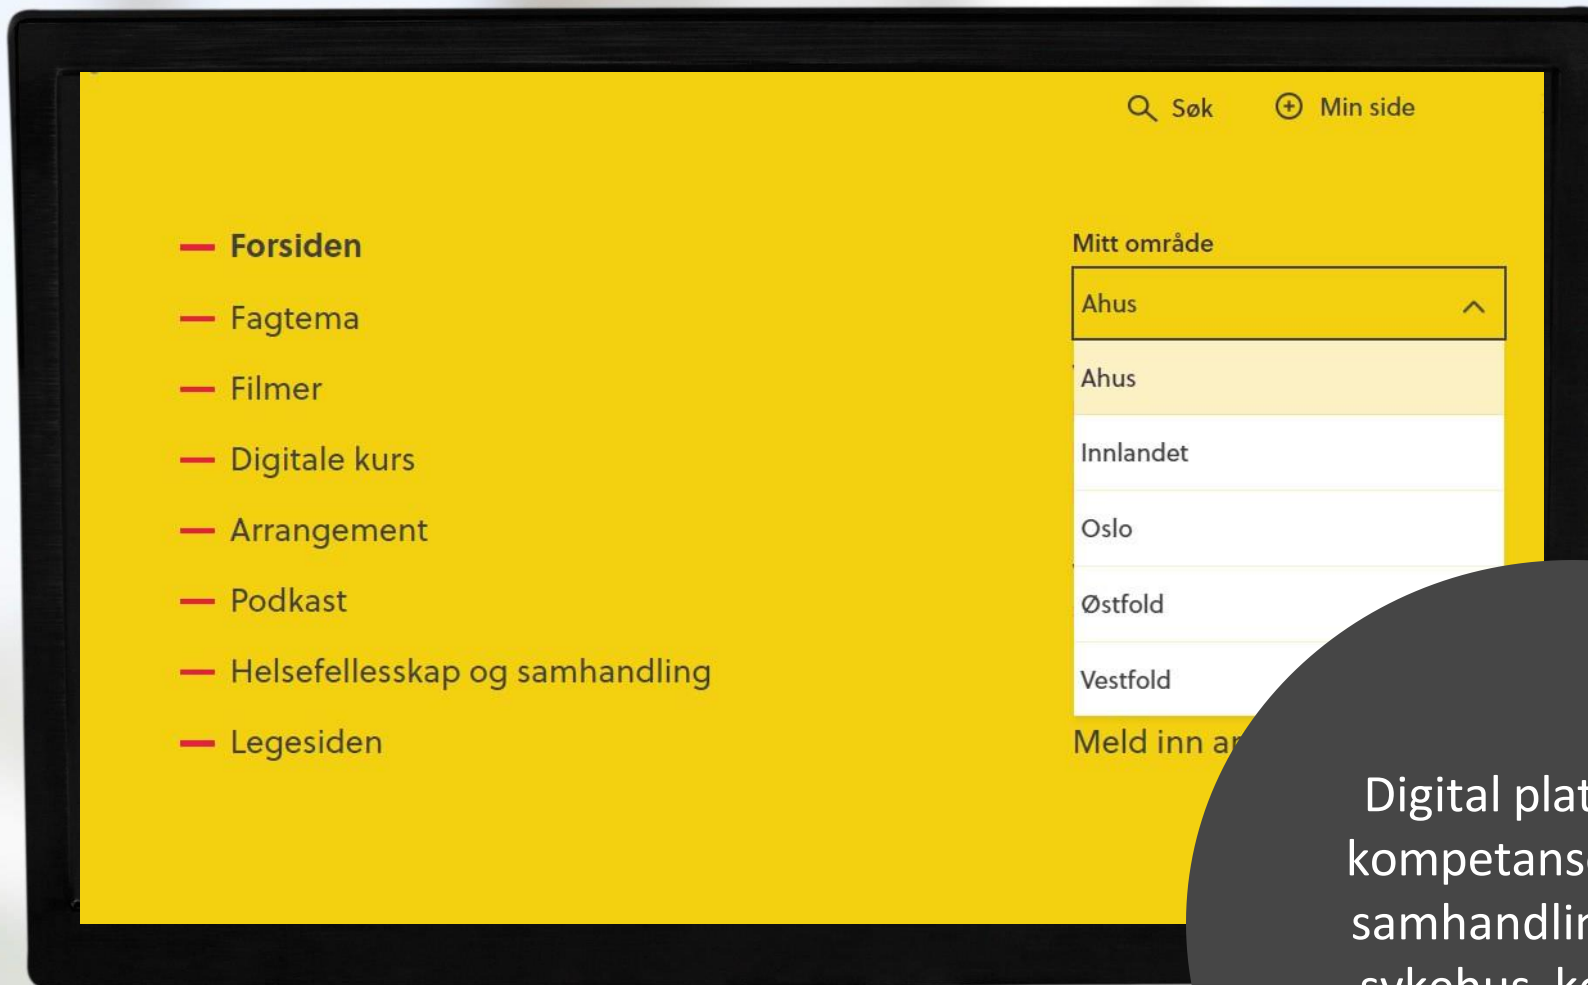 Søk
Min side
Forsiden
Fagtema
Filmer
Digitale kurs
Arrangement
Podkast
Helsefellesskap og samhandling
Legesiden
Mitt område
Ahus
Ahus
Innlandet
Oslo
Østfold
Vestfold
Meld inn
Digital